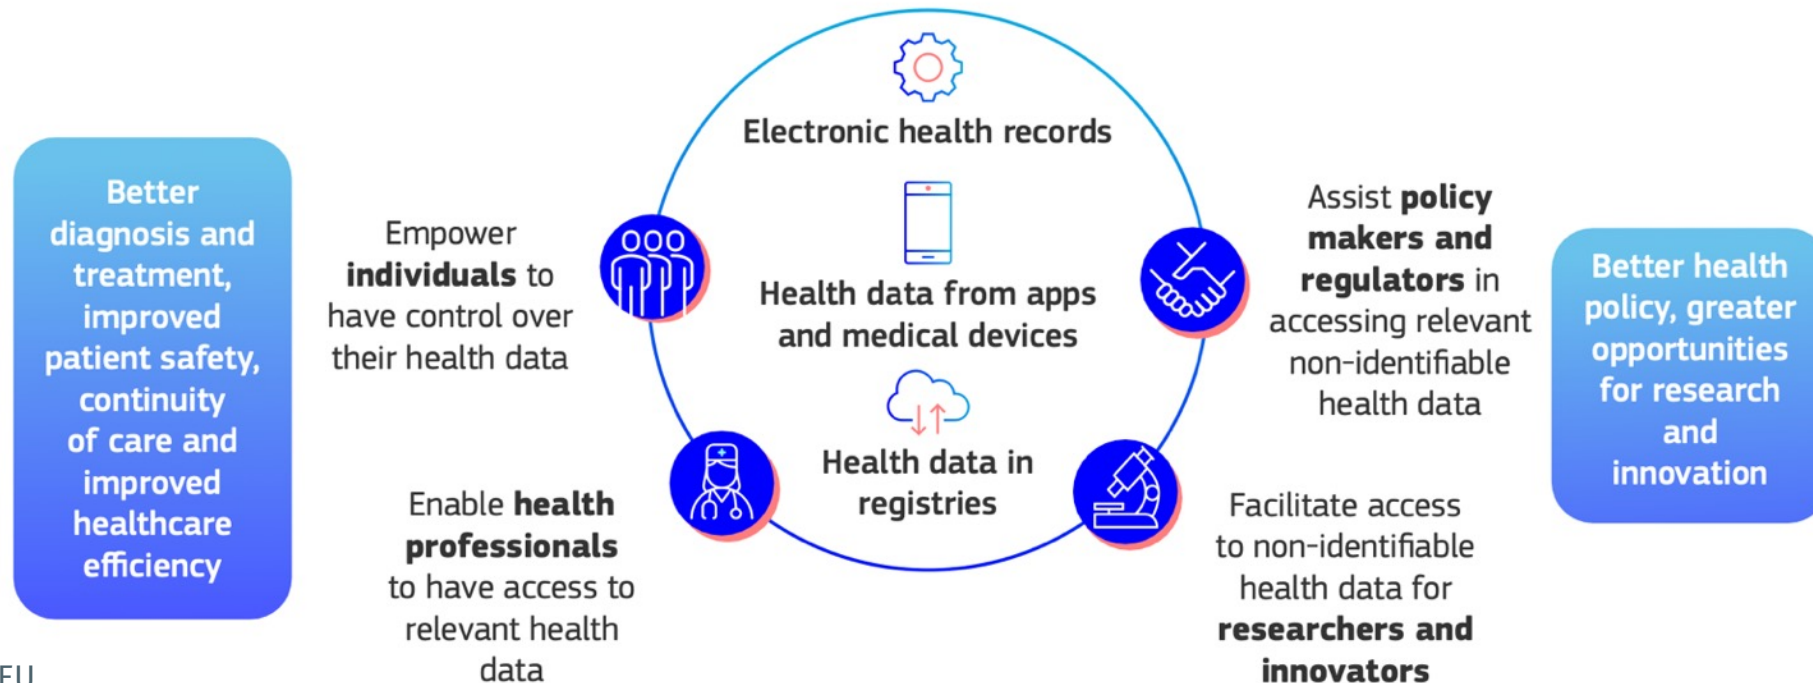 Better
diagnosis and
treatment,
improved
patient safety,
continuity
of care and
improved
healthcare
efficiency
Empower
individuals to
have control over
their health data
Enable health
professionals
to have access to
relevant health
data
Electronic health records
Health data from apps
and medical devices
Health data in
registries
Assist policy
makers and
regulators in
accessing relevant
non-identifiable
health data
Facilitate access
to non-identifiable
health data for
researchers and
innovators
Better health
policy, greater
opportunities
for research
and
innovation
EU